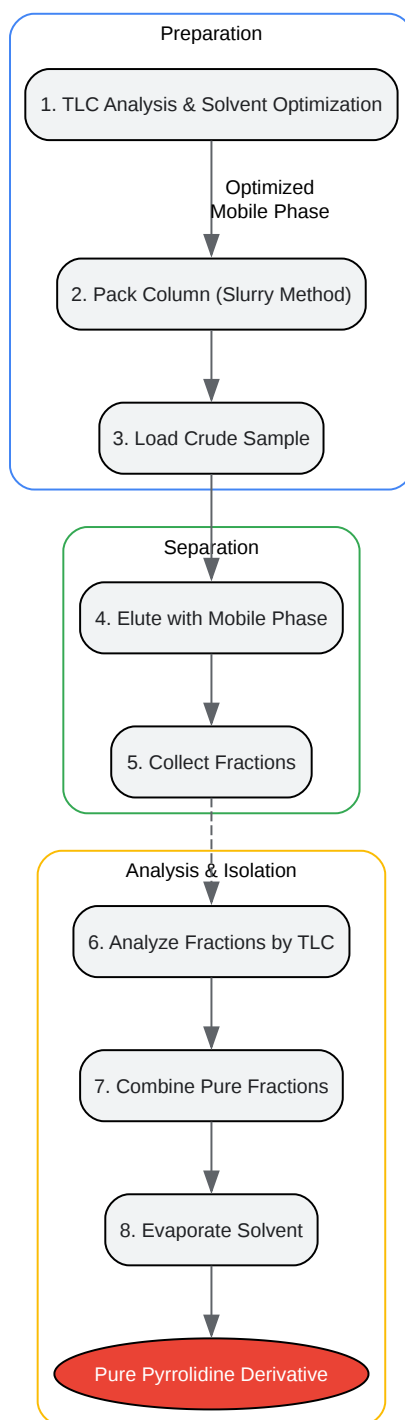 Preparation
1. TLC Analysis & Solvent Optimization
Optimized
Mobile Phase
2. Pack Column (Slurry Method)
3. Load Crude Sample
Separation
4. Elute with Mobile Phase
5. Collect Fractions
Analysis & Isolation
6. Analyze Fractions by TLC
7. Combine Pure Fractions
8. Evaporate Solvent
Pure Pyrrolidine Derivative